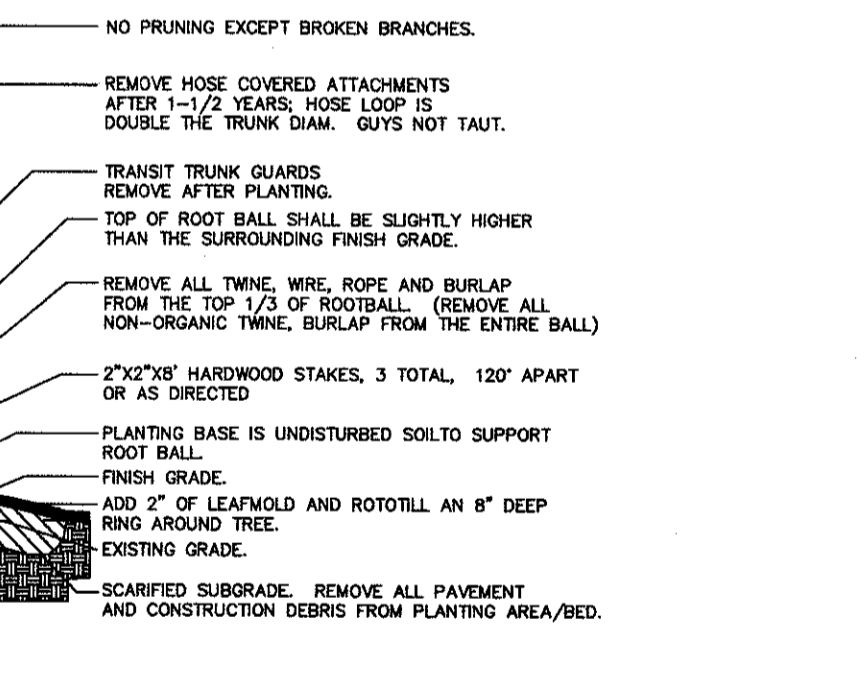 NO PRUNING EXCEPT BROKEN BRANCHES.
REMOVE HOSE COVERED ATTACHMENTS
AFTER 1-1/2 YEARS; HOSE LOOP IS
DOUBLE THE TRUNK DIAM. GUYS NOT TAUT.
TRANSIT TRUNK GUARDS
REMOVE AFTER PLANTING.
TOP OF ROOT BALL SHALL BE SLIGHTLY HIGHER
THAN THE SURROUNDING FINISH GRADE.
REMOVE ALL TWINE, WIRE, ROPE AND BURLAP
FROM THE TOP 1/3 OF ROOTBALL. (REMOVE ALL
NON-ORGANIC TWINE, BURLAP FROM THE ENTIRE BALL)
2"X2"X8' HARDWOOD STAKES, 3 TOTAL, 120° APART
OR AS DIRECTED
PLANTING BASE IS UNDISTURBED SOILTO SUPPORT
ROOT BALL.
FINISH GRADE.
ADD 2" OF LEAFMOLD AND ROTOTILL AN 8" DEEP
RING AROUND TREE.
EXISTING GRADE.
SCARIFIED SUBGRADE. REMOVE ALL PAVEMENT
AND CONSTRUCTION DEBRIS FROM PLANTING AREA/BED.